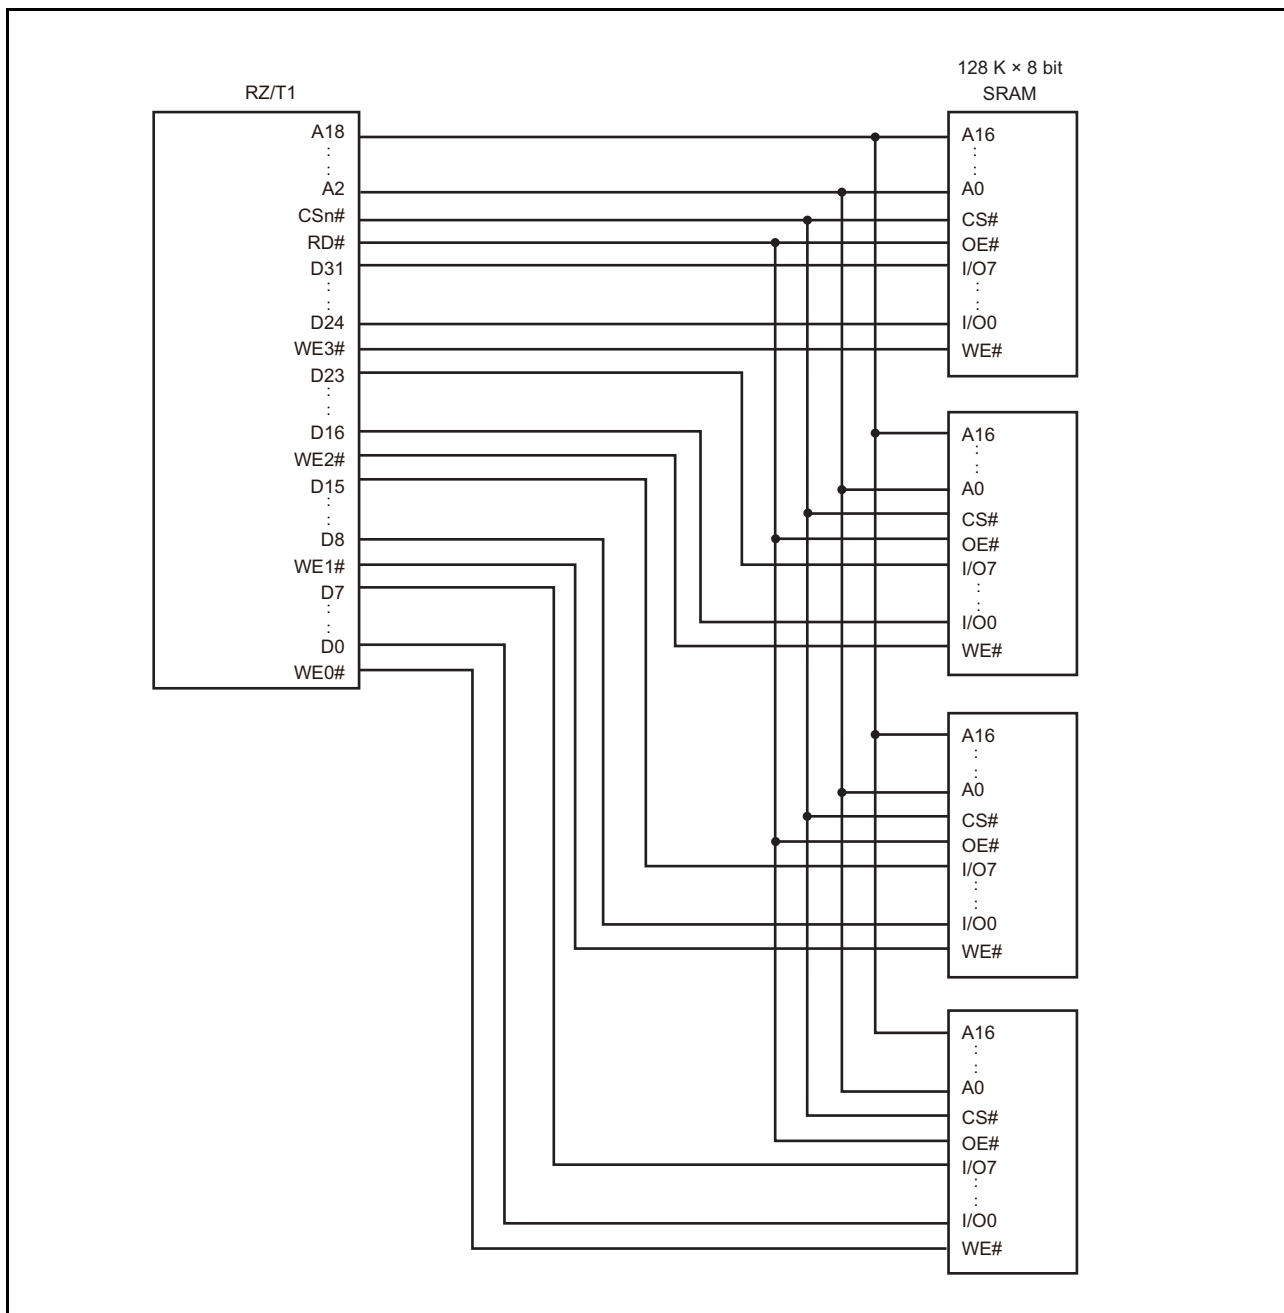 RZ/T1
A18
:
:
A2
CSn#
RD#
D31
:
:
D24
WE3#
D23
:
:
D16
WE2#
D15
:
:
D8
WE1#
D7
:
:
D0
WE0#
128 K × 8 bit
SRAM
A16
:
:
A0
CS#
OE#
I/O7
:
:
I/O0
WE#
A16
:
:
A0
CS#
OE#
I/O7
:
:
I/O0
WE#
A16
:
:
A0
CS#
OE#
I/O7
:
:
I/O0
WE#
A16
:
:
A0
CS#
OE#
I/O7
:
:
I/O0
WE#